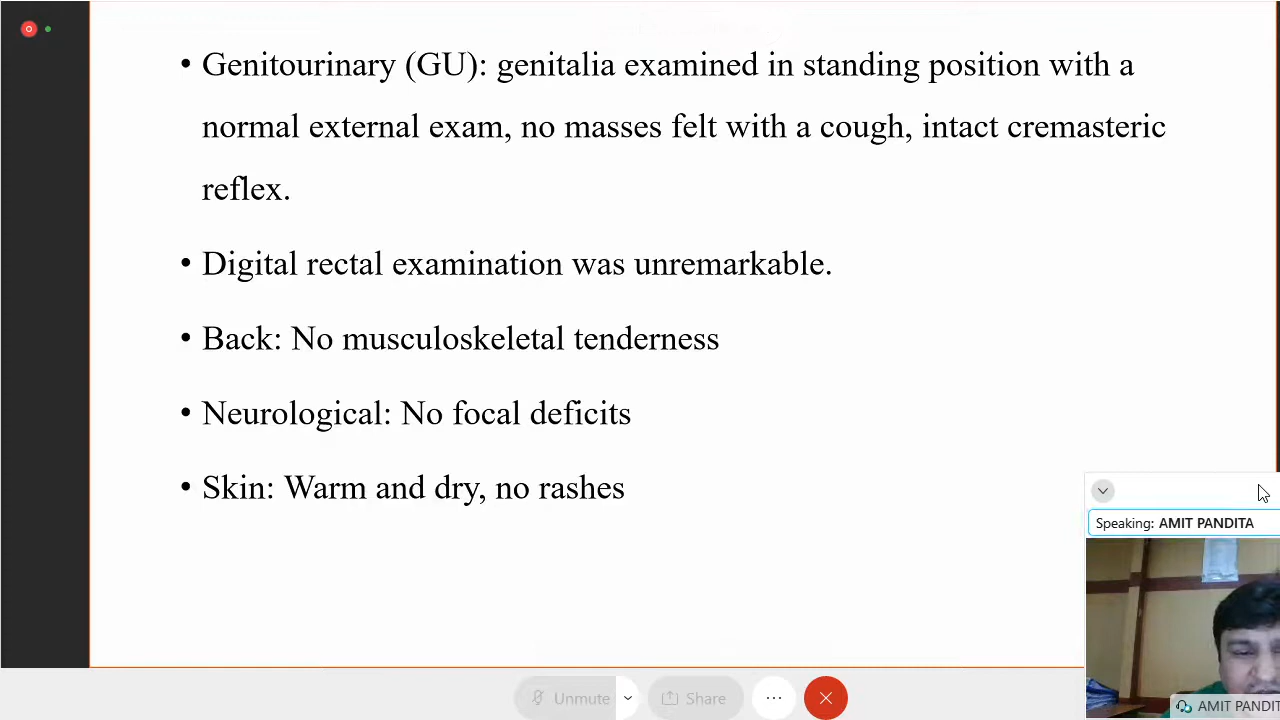 • Genitourinary (GU): genitalia examined in standing position with a
normal external exam, no masses felt with a cough, intact cremasteric
reflex.
• Digital rectal examination was unremarkable.
• Back: No musculoskeletal tenderness
• Neurological: No focal deficits
• Skin: Warm and dry, no rashes
Speaking: AMIT PANDITA
AMIT PANDIT
Unmute
Share